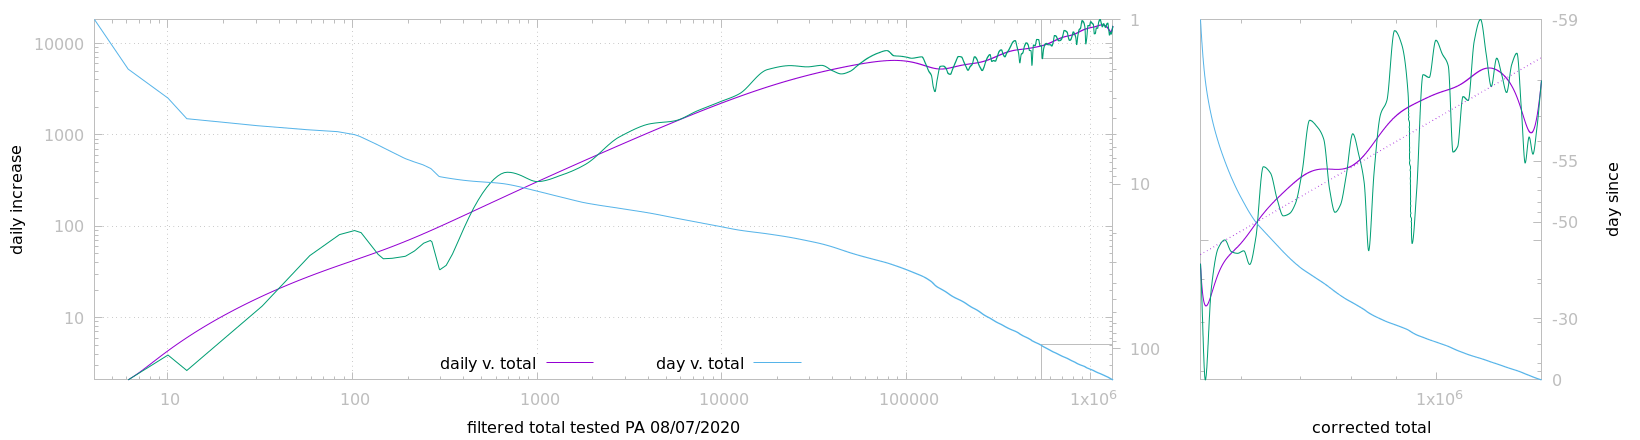 10000
1000
100
10
daily increase
10
100
1000
10000
100000
1x10^6
1
10
100
daily v. total
day v. total
filtered total tested PA 08/07/2020
-59
-55
-50
-30
0
day since
1x10^6
corrected total